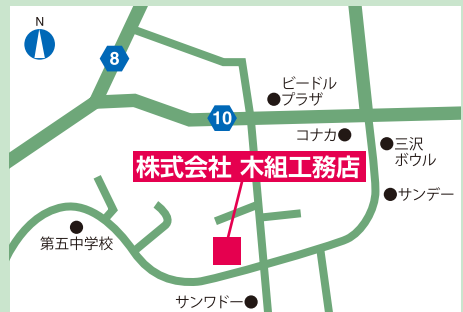 N
8
ビードル
プラザ
10
コナカ
三沢
ボウル
株式会社 木組工務店
サンデー
第五中学校
サンワドー